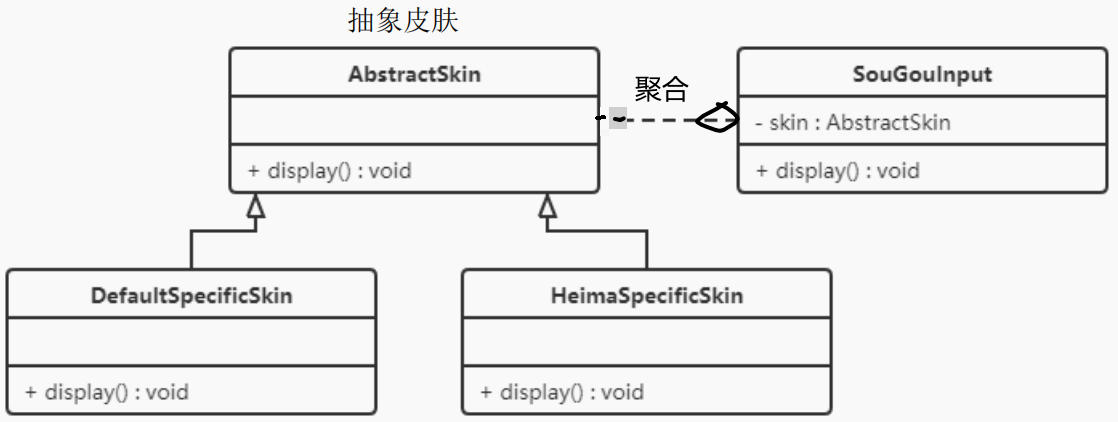 抽象皮肤
AbstractSkin
+ display() : void
聚合
SouGouInput
- skin : AbstractSkin
+ display() : void
DefaultSpecificSkin
+ display() : void
HeimaSpecificSkin
+ display() : void